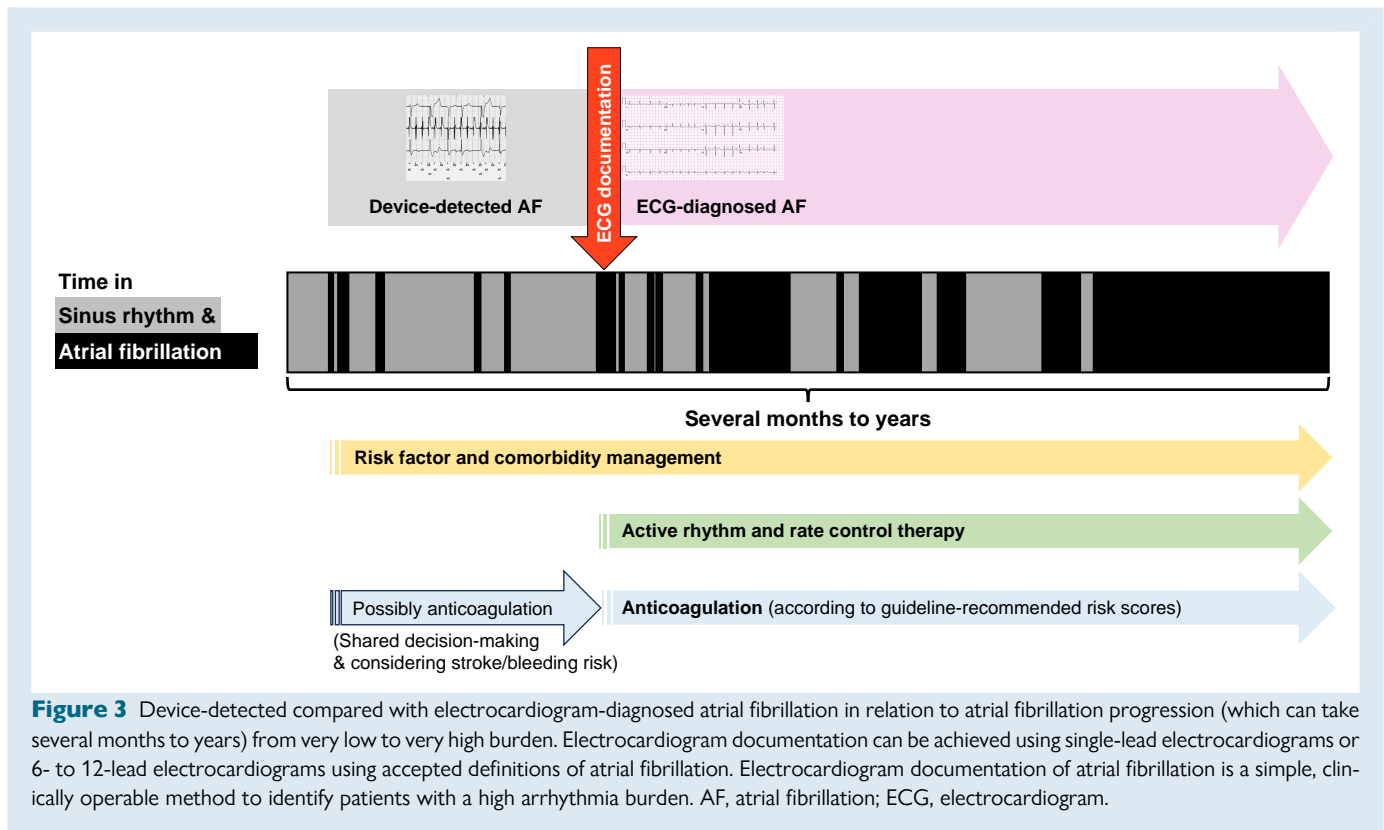 ECG documentation
Device-detected AF
ECG-diagnosed AF
Time in
Sinus rhythm &
Atrial fibrillation
Several months to years
Risk factor and comorbidity management
Active rhythm and rate control therapy
Possibly anticoagulation
(Shared decision-making
& considering stroke/bleeding risk)
Anticoagulation (according to guideline-recommended risk scores)
Figure 3 Device-detected compared with electrocardiogram-diagnosed atrial fibrillation in relation to atrial fibrillation progression (which can take
several months to years) from very low to very high burden. Electrocardiogram documentation can be achieved using single-lead electrocardiograms or
6- to 12-lead electrocardiograms using accepted definitions of atrial fibrillation. Electrocardiogram documentation of atrial fibrillation is a simple, clin-
ically operable method to identify patients with a high arrhythmia burden. AF, atrial fibrillation; ECG, electrocardiogram.